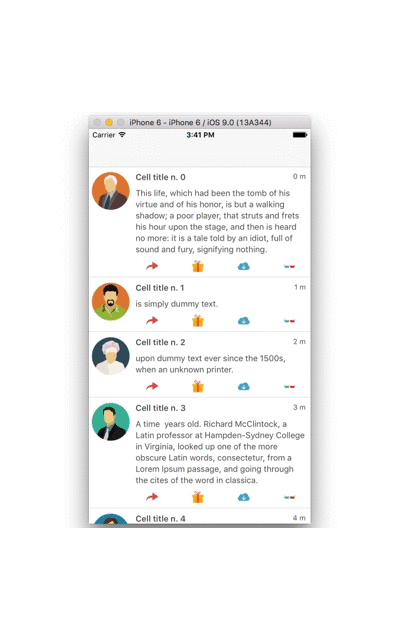 iPhone 6 - iPhone 6 / iOS 9.0 (13A344)
Carrier 3:41 PM
Cell title n. 0 0 m
This life, which had been the tomb of his
virtue and of his honor, is but a walking
shadow; a poor player, that struts and frets
his hour upon the stage, and then is heard
no more: it is a tale told by an idiot, full of
sound and fury, signifying nothing.
Cell title n. 1 1 m
is simply dummy text.
Cell title n. 2 2 m
upon dummy text ever since the 1500s,
when an unknown printer.
Cell title n. 3 3 m
A time  years old. Richard McClintock, a
Latin professor at Hampden-Sydney College
in Virginia, looked up one of the more
obscure Latin words, consectetur, from a
Lorem Ipsum passage, and going through
the cites of the word in classica.
Cell title n. 4 4 m